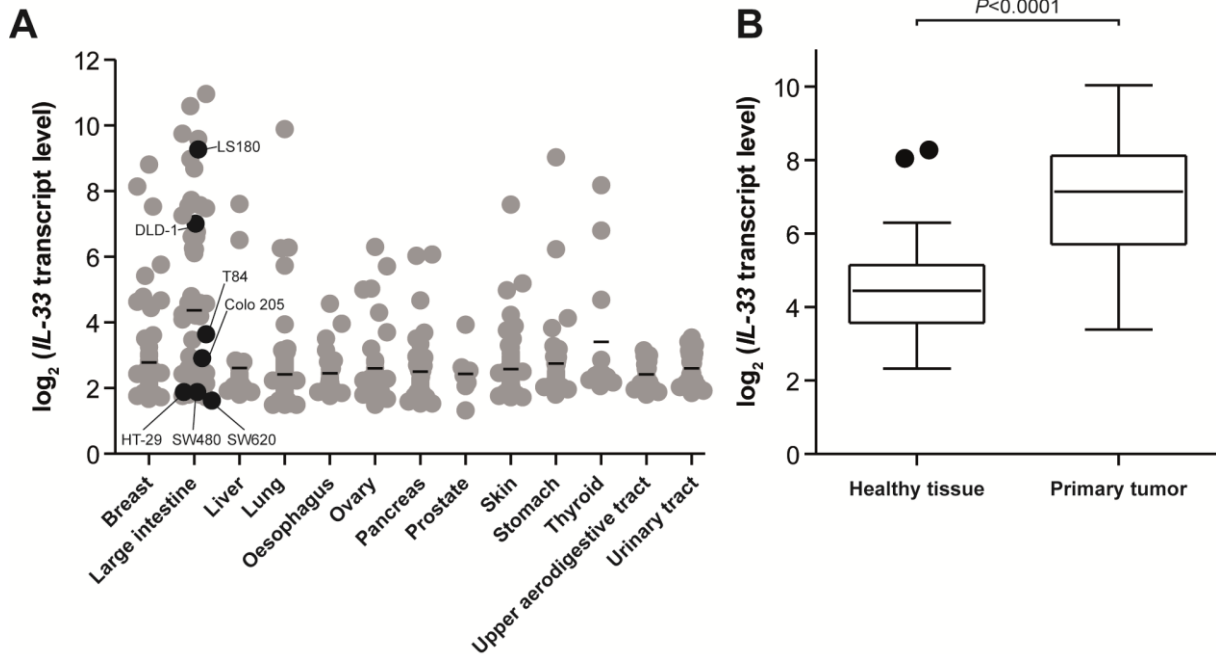 A
log2 (IL-33 transcript level)
12
10
8
6
4
2
0
LS180
DLD-1
T84
Colo 205
HT-29 SW480 SW620
Breast
Large intestine
Liver
Lung
Oesophagus
Ovary
Pancreas
Prostate
Skin
Stomach
Thyroid
Upper aerodigestive tract
Urinary tract
B
P<0.0001
log2 (IL-33 transcript level)
10
8
6
4
2
0
Healthy tissue
Primary tumor